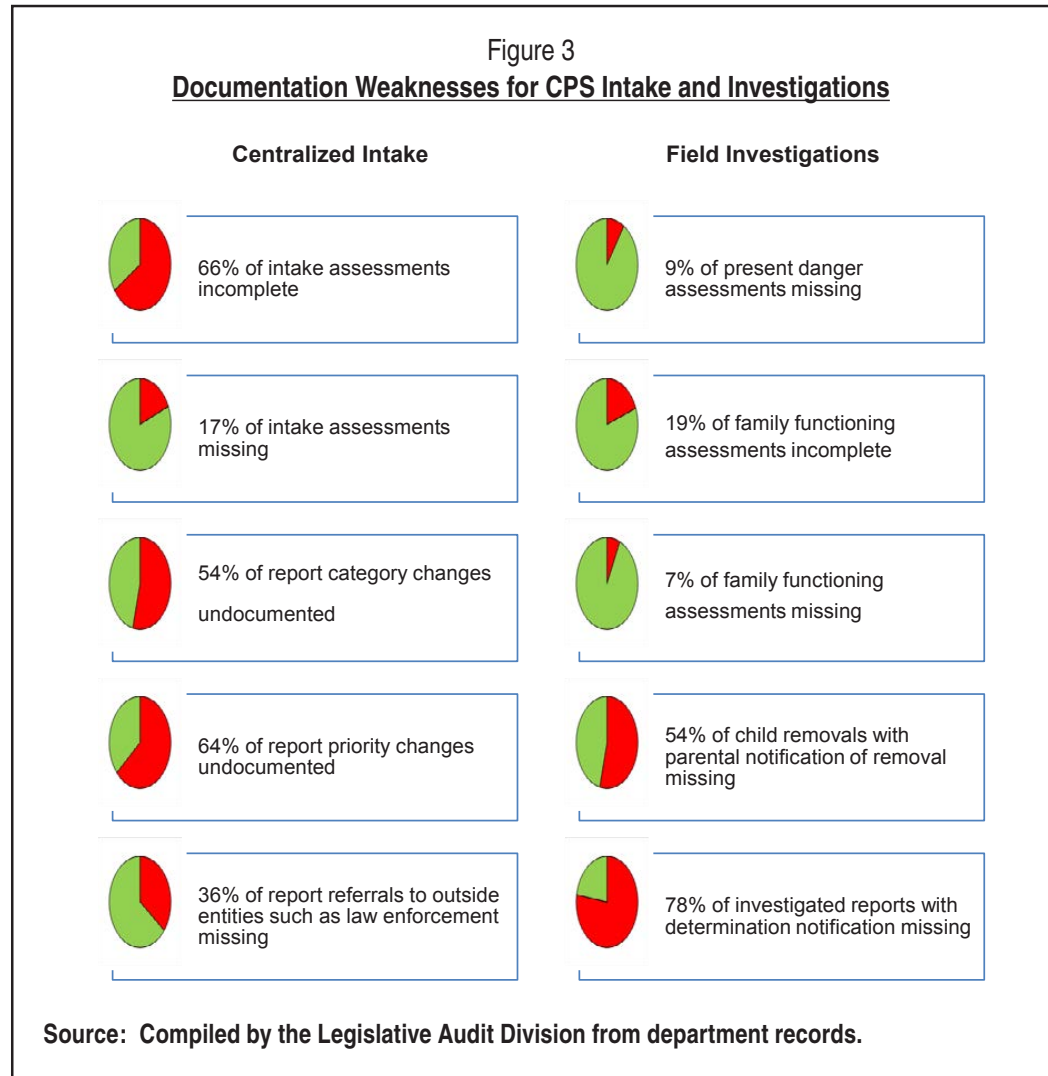 Figure 3
Documentation Weaknesses for CPS Intake and Investigations
Centralized Intake
66% of intake assessments
incomplete
17% of intake assessments
missing
54% of report category changes
undocumented
64% of report priority changes
undocumented
36% of report referrals to outside
entities such as law enforcement
missing
Field Investigations
9% of present danger
assessments missing
19% of family functioning
assessments incomplete
7% of family functioning
assessments missing
54% of child removals with
parental notification of removal
missing
78% of investigated reports with
determination notification missing
Source: Compiled by the Legislative Audit Division from department records.